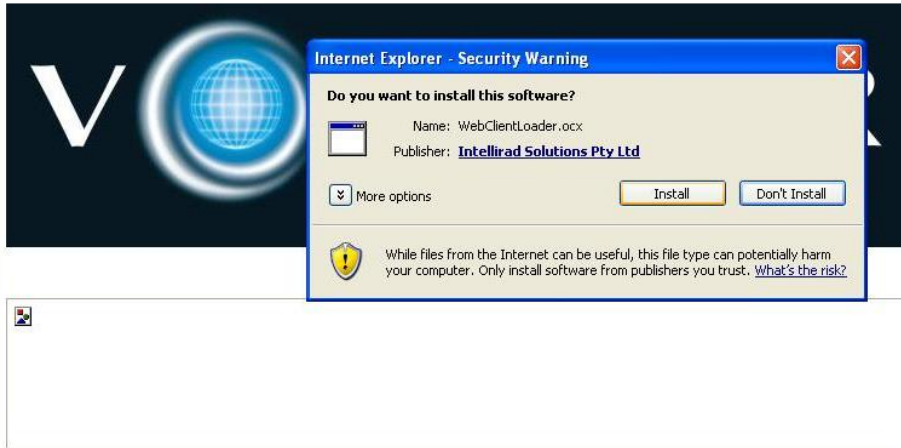 Internet Explorer - Security Warning
Do you want to install this software?
Name: WebClientLoader.ocx
Publisher: Intellirad Solutions Pty Ltd
More options
Install
Don't Install
While files from the Internet can be useful, this file type can potentially harm
your computer. Only install software from publishers you trust. What's the risk?